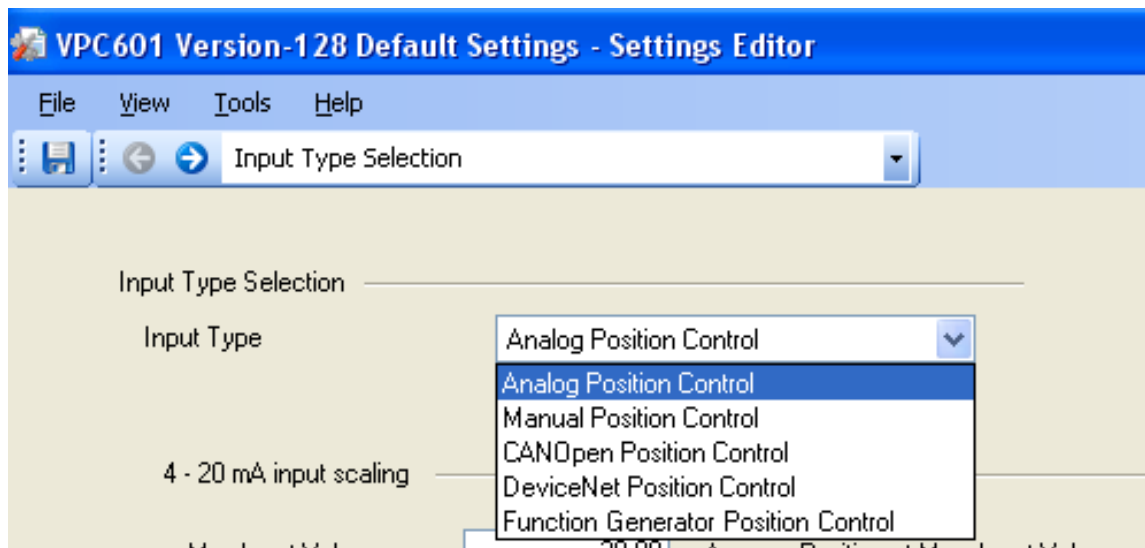 VPC601 Version-128 Default Settings - Settings Editor
File View Tools Help
Input Type Selection
Input Type Selection
Input Type Analog Position Control
Analog Position Control
Manual Position Control
CANOpen Position Control
DeviceNet Position Control
Function Generator Position Control
4 - 20 mA input scaling